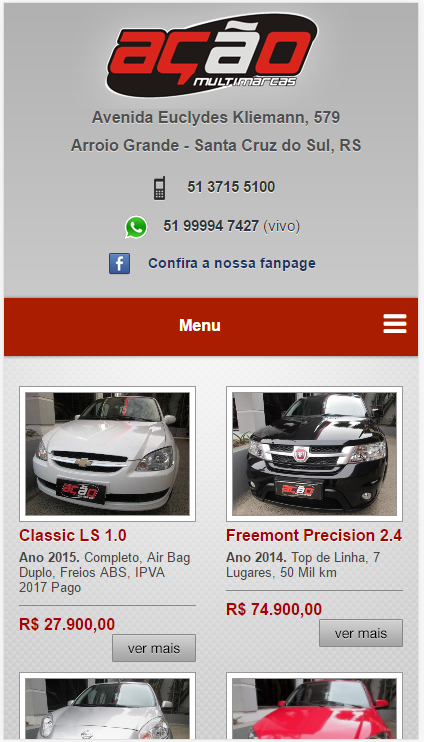 ação
multimarcas
Avenida Euclydes Kliemann, 579
Arroio Grande - Santa Cruz do Sul, RS
51 3715 5100
51 99994 7427 (vivo)
f Confira a nossa fanpage
Menu
ação
ação
Classic LS 1.0
Ano 2015. Completo, Air Bag
Duplo, Freios ABS, IPVA
2017 Pago
R$ 27.900,00
ver mais
Freemont Precision 2.4
Ano 2014. Top de Linha, 7
Lugares, 50 Mil km
R$ 74.900,00
ver mais